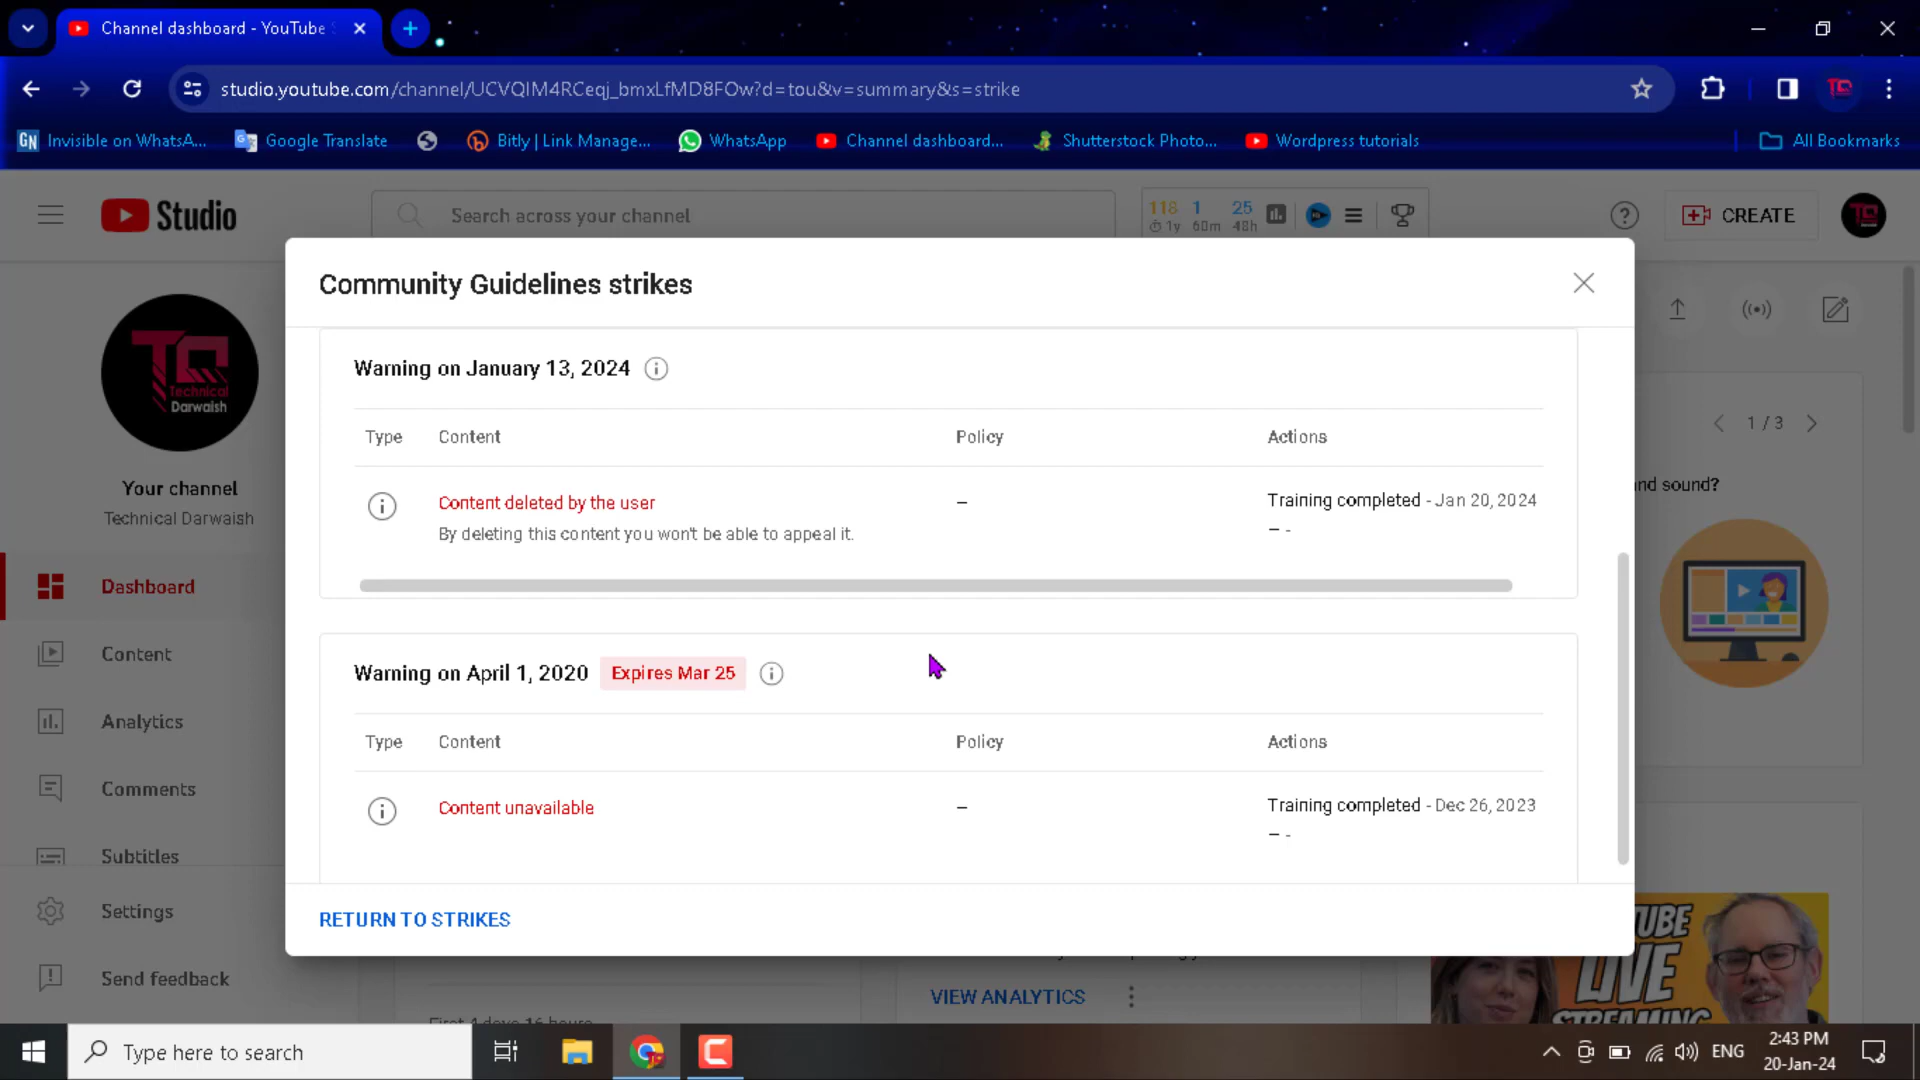 Channel dashboard - YouTube
studio.youtube.com/channel/UCVQIM4RCeqj_bmxLfMD8FOw?d=tou&v=summary&s=strike
GN Invisible on WhatsA... Google Translate Bitly | Link Manage... WhatsApp Channel dashboard... Shutterstock Photo... Wordpress tutorials All Bookmarks
Studio
Search across your channel
118 1 25
1y 60m 48h
CREATE
Community Guidelines strikes
Warning on January 13, 2024
Type Content Policy Actions
Content deleted by the user – Training completed - Jan 20, 2024
By deleting this content you won't be able to appeal it. – -
Warning on April 1, 2020 Expires Mar 25
Type Content Policy Actions
Content unavailable – Training completed - Dec 26, 2023
– -
RETURN TO STRIKES
Technical
Darwaish
Your channel
Technical Darwaish
Dashboard
Content
Analytics
Comments
Subtitles
Settings
Send feedback
1 / 3
nd sound?
VIEW ANALYTICS
UBE
LIVE
STREAMING
Type here to search
ENG
2:43 PM
20-Jan-24